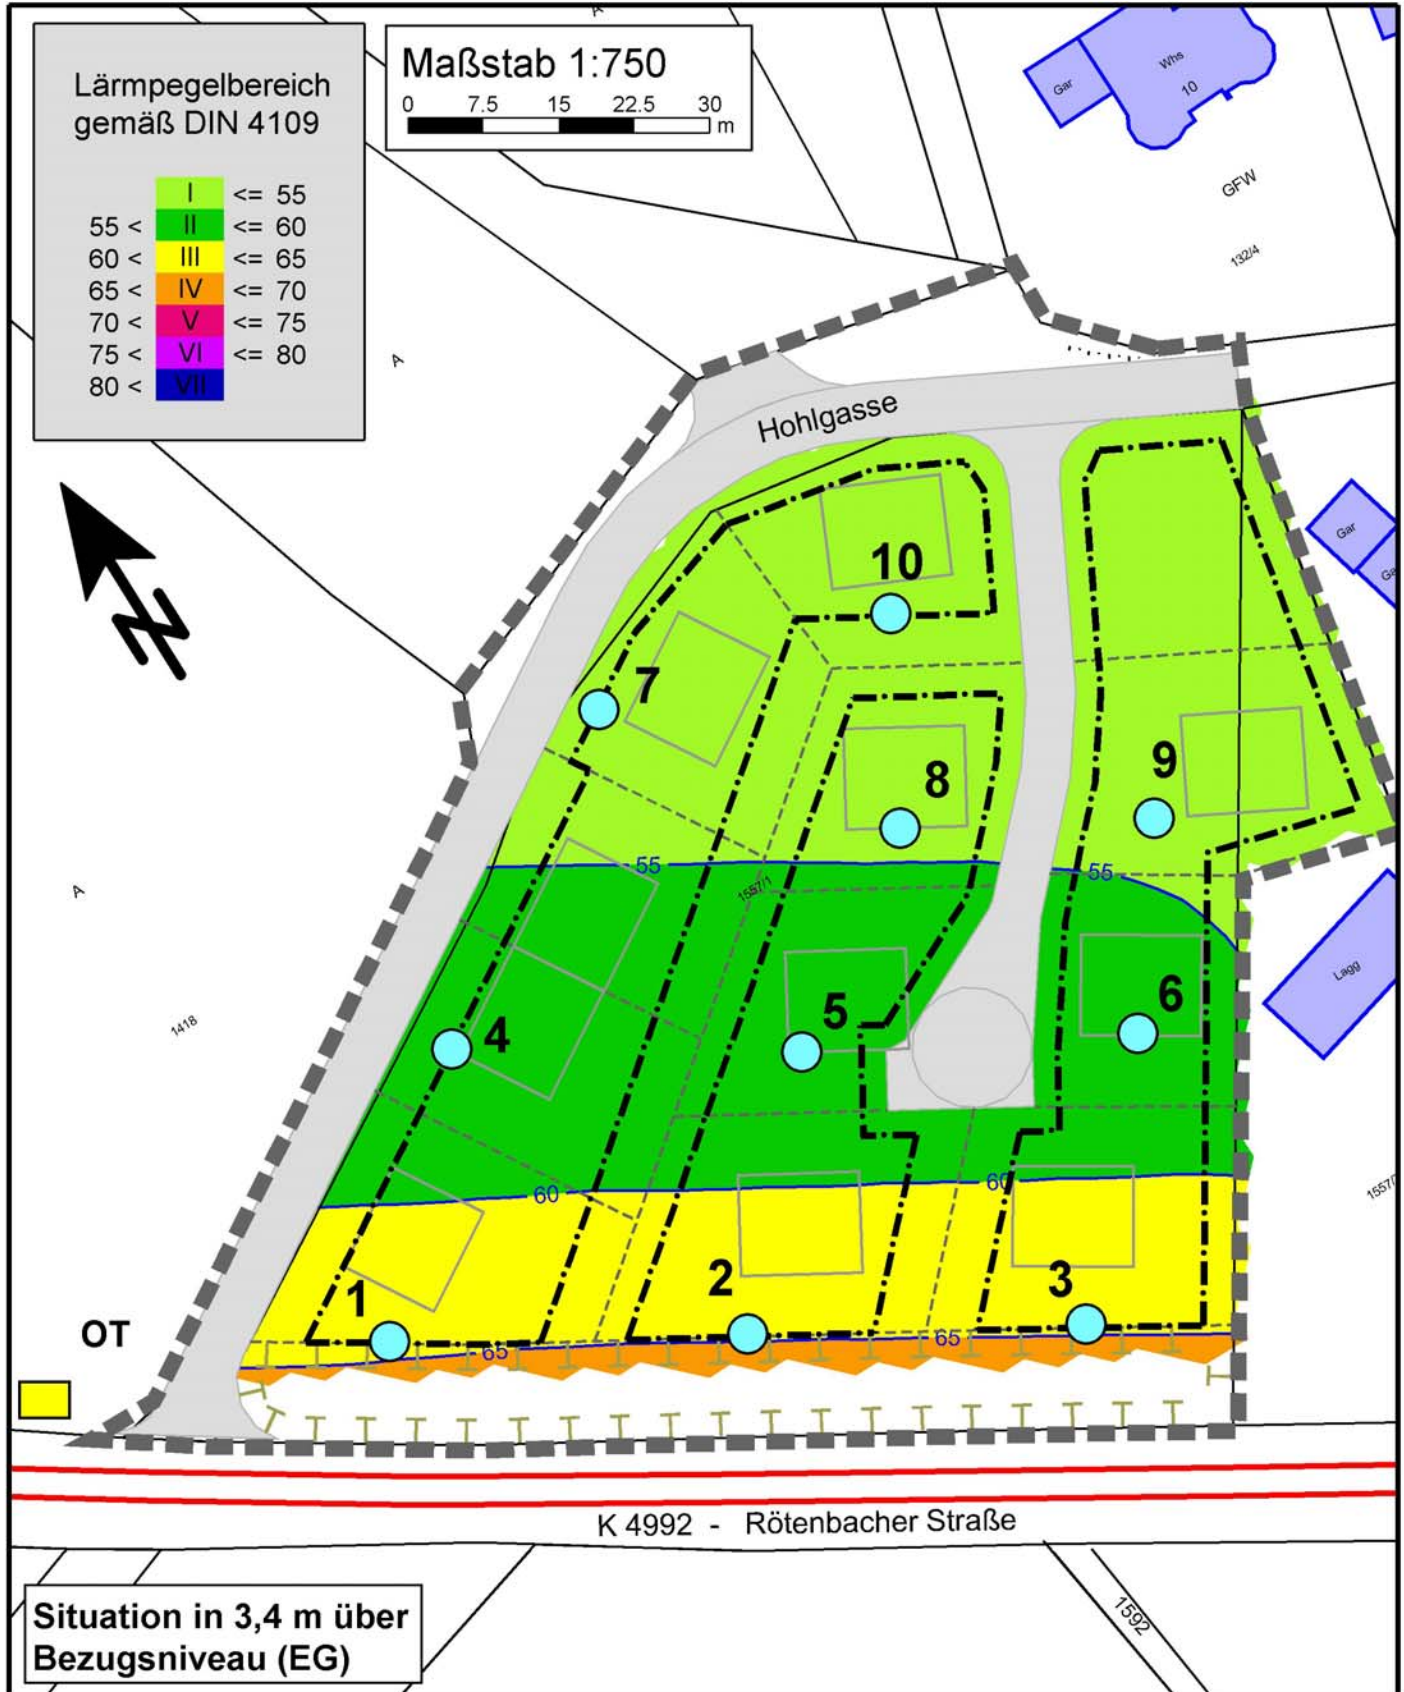 Lärmpegelbereich
gemäß DIN 4109
I <= 55
55 < II <= 60
60 < III <= 65
65 < IV <= 70
70 < V <= 75
75 < VI <= 80
80 < VII
Maßstab 1:750
0 7.5 15 22.5 30 m
A
Gar
Whs
10
GFW
132/4
A
Hohlgasse
Gar
10
7
8
9
55
55
1557/1
A
Lagg
1418
4
5
6
60
60
1
2
3
OT
65
65
K 4992 - Rötenbacher Straße
1592
Situation in 3,4 m über
Bezugsniveau (EG)